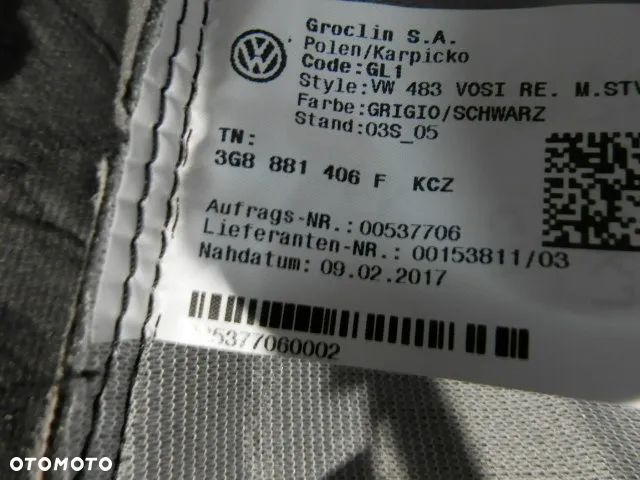 Groclin S.A.
Polen/Karpicko
Code:GL1
Style:VW 483 VOSI RE. M.STV
Farbe:GRIGIO/SCHWARZ
Stand:03S_05
TN:
3G8 881 406 F KCZ
Aufrags-NR.:00537706
Lieferanten-NR.: 00153811/03
Nahdatum: 09.02.2017
5377060002
OTOMOTO